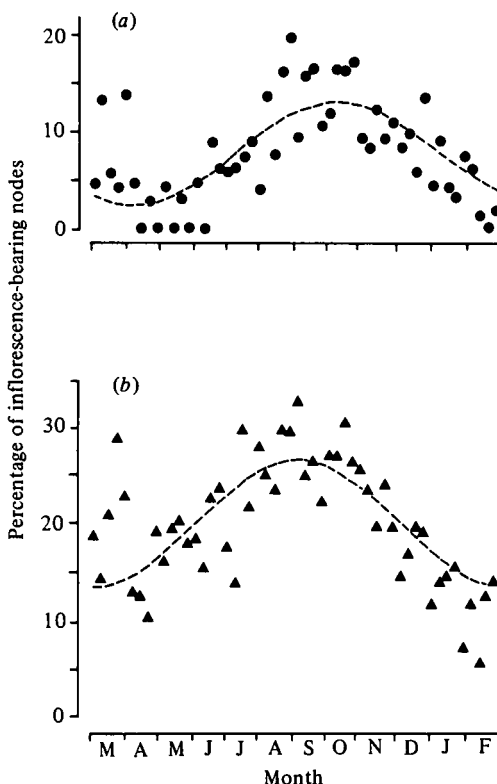 Percentage of inflorescence-bearing nodes
(a)
20
10
0
(b)
30
20
10
0
M A M J J A S O N D J F
Month